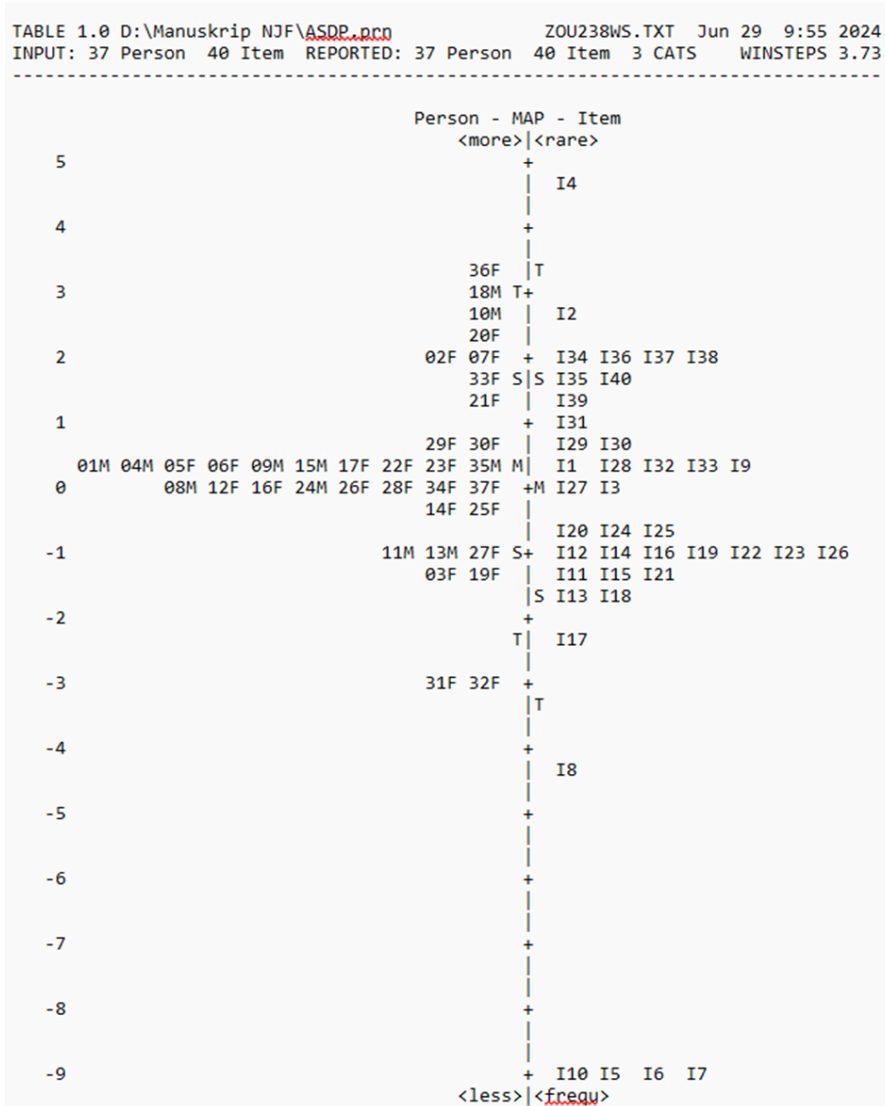 TABLE 1.0 D:\Manuskrip NJF\ASDP.prn                ZOU238WS.TXT  Jun 29  9:55 2024
INPUT: 37 Person  40 Item  REPORTED: 37 Person  40 Item  3 CATS     WINSTEPS 3.73
--------------------------------------------------------------------------------

                                     Person - MAP - Item
                                         <more>|<rare>
    5                                          +
                                               |  I4
                                               |
    4                                          +
                                               |
                                          36F  |T
    3                                     18M T+
                                          10M  |  I2
                                          20F  |
    2                                 02F 07F  +  I34 I36 I37 I38
                                          33F S|S I35 I40
                                          21F  |  I39
    1                                          +  I31
                                      29F 30F  |  I29 I30
      01M 04M 05F 06F 09M 15M 17F 22F 23F 35M M|  I1  I28 I32 I33 I9
    0         08M 12F 16F 24M 26F 28F 34F 37F  +M I27 I3
                                      14F 25F  |
                                               |  I20 I24 I25
   -1                             11M 13M 27F S+  I12 I14 I16 I19 I22 I23 I26
                                      03F 19F  |  I11 I15 I21
                                               |S I13 I18
   -2                                          +
                                              T|  I17
                                               |
   -3                                 31F 32F  +
                                               |T
                                               |
   -4                                          +
                                               |  I8
                                               |
   -5                                          +
                                               |
                                               |
   -6                                          +
                                               |
                                               |
   -7                                          +
                                               |
                                               |
   -8                                          +
                                               |
                                               |
   -9                                          +  I10 I5  I6  I7
                                         <less>|<frequ>